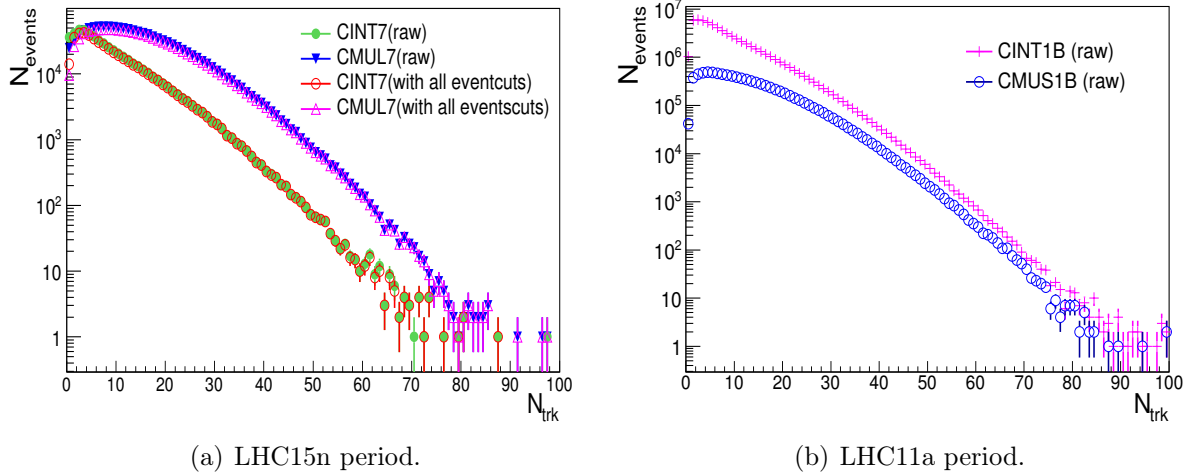 N_events
10^4
10^3
10^2
10
1
0 10 20 30 40 50 60 70 80 90 100
N_trk
CINT7(raw)
CMUL7(raw)
CINT7(with all eventcuts)
CMUL7(with all eventscuts)
(a) LHC15n period.
N_events
10^7
10^6
10^5
10^4
10^3
10^2
10
1
0 10 20 30 40 50 60 70 80 90 100
N_trk
CINT1B (raw)
CMUS1B (raw)
(b) LHC11a period.